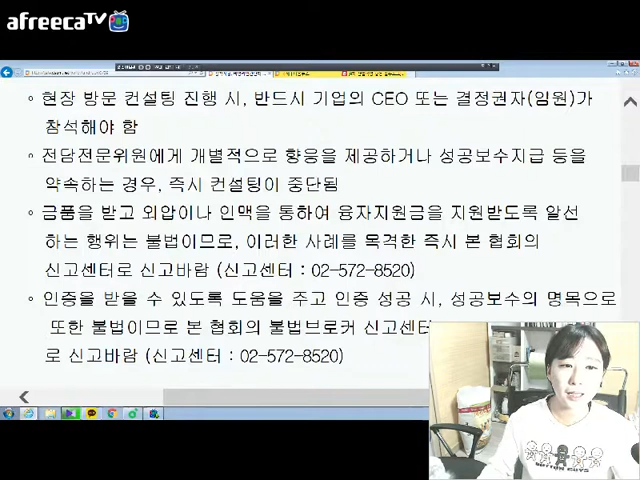 afreecaTV
◦ 현장 방문 컨설팅 진행 시, 반드시 기업의 CEO 또는 결정권자(임원)가
참석해야 함
◦ 전담전문위원에게 개별적으로 향응을 제공하거나 성공보수지급 등을
약속하는 경우, 즉시 컨설팅이 중단됨
◦ 금품을 받고 외압이나 인맥을 통하여 융자지원금을 지원받도록 알선
하는 행위는 불법이므로, 이러한 사례를 목격한 즉시 본 협회의
신고센터로 신고바람 (신고센터 : 02-572-8520)
◦ 인증을 받을 수 있도록 도움을 주고 인증 성공 시, 성공보수의 명목으로
또한 불법이므로 본 협회의 불법브로커 신고센터
로 신고바람 (신고센터 : 02-572-8520)